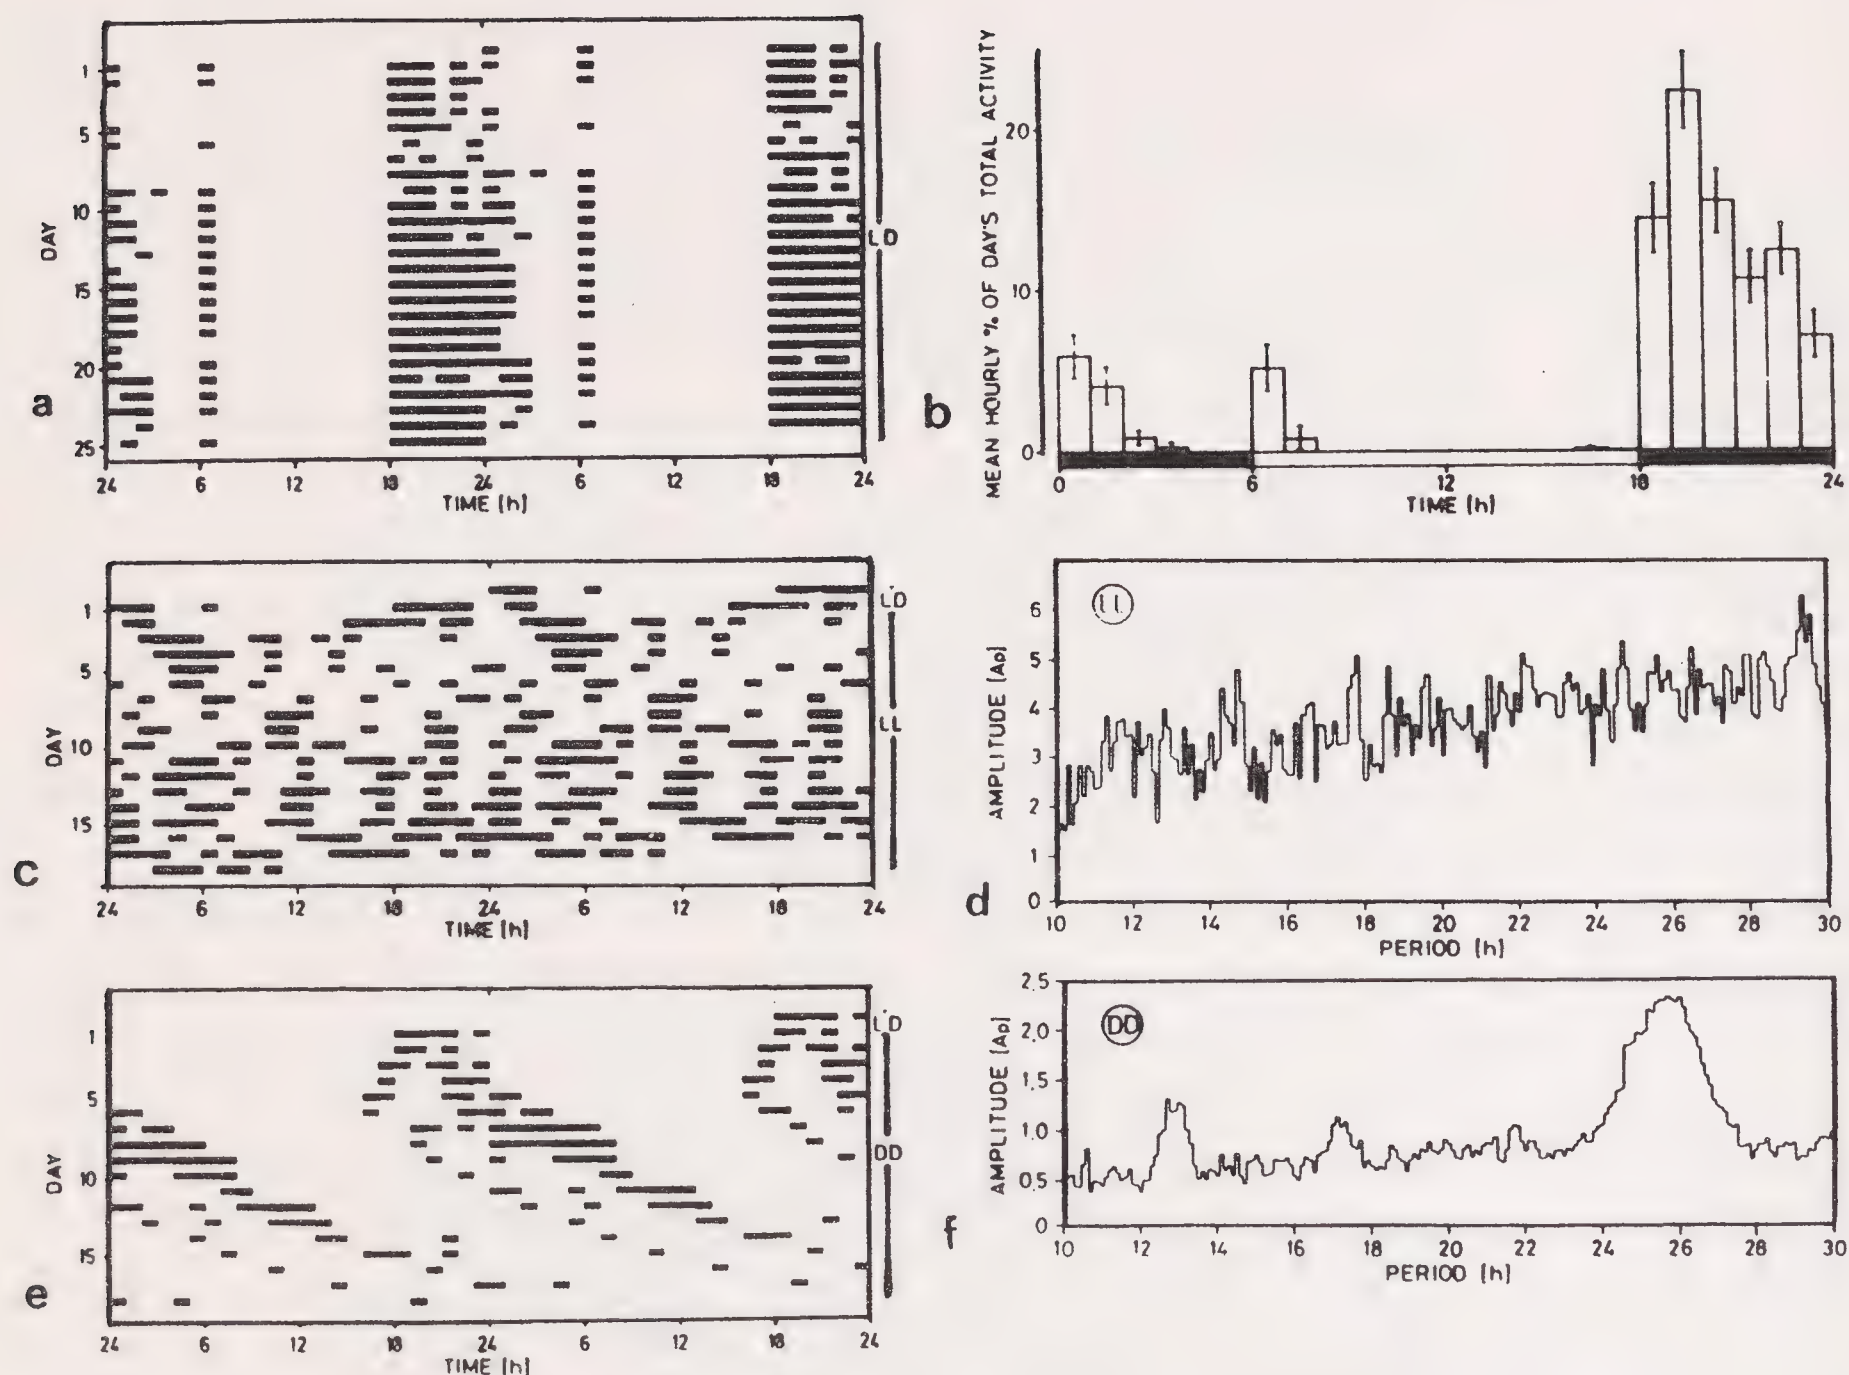 a
DAY
1
5
10
15
20
25
24 6 12 18 24 6 12 18 24
TIME [h]
LD
b
MEAN HOURLY % OF DAY'S TOTAL ACTIVITY
20
10
0
0 6 12 18 24
TIME [h]
c
DAY
1
5
10
15
24 6 12 18 24 6 12 18 24
TIME [h]
LD
LL
d
LL
AMPLITUDE [Ap]
6
5
4
3
2
1
0
10 12 14 16 18 20 22 24 26 28 30
PERIOD [h]
e
DAY
1
5
10
15
24 6 12 18 24 6 12 18 24
TIME [h]
LD
DD
f
DD
AMPLITUDE [Ap]
2.5
2.0
1.5
1.0
0.5
0
10 12 14 16 18 20 22 24 26 28 30
PERIOD [h]